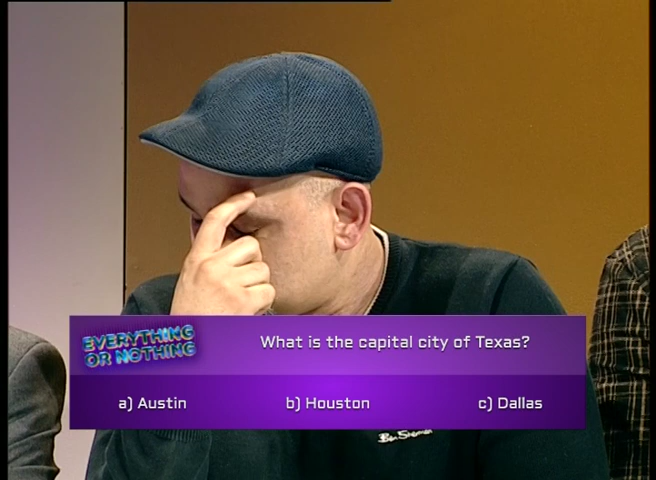 EVERYTHING
OR NOTHING
What is the capital city of Texas?
a) Austin
b) Houston
c) Dallas
Ben Sherman